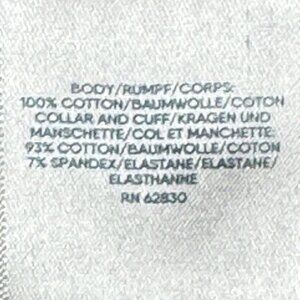 BODY/RUMPF/CORPS:
100% COTTON/BAUMWOLLE/COTON
COLLAR AND CUFF/KRAGEN UND
MANSCHETTE/COL ET MANCHETTE:
93% COTTON/BAUMWOLLE/COTON
7% SPANDEX/ELASTANE/ELASTANE/
ELASTHANNE
RN 62830